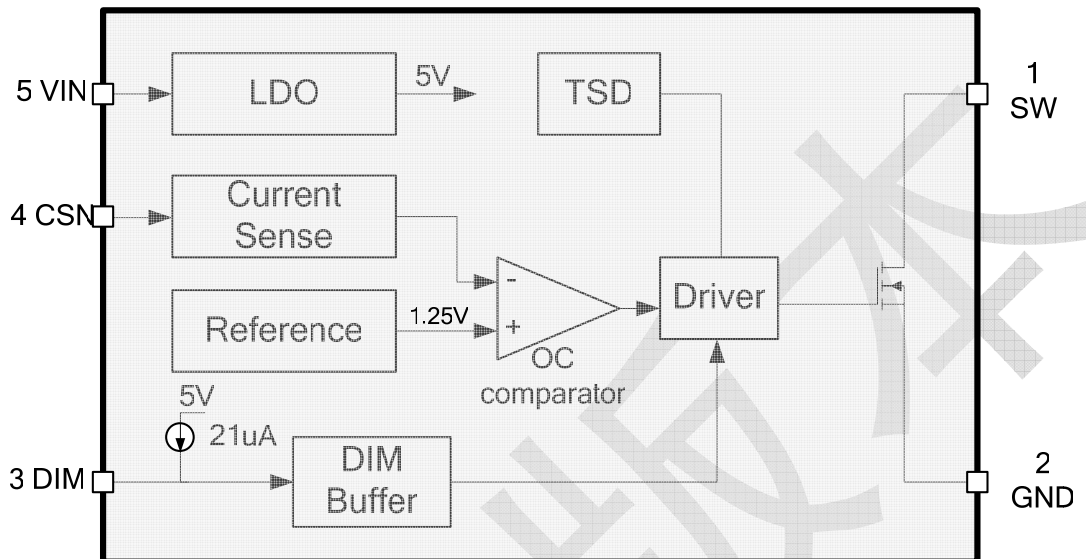 5 VIN
LDO
5V
TSD
1
SW
4 CSN
Current
Sense
-
Reference
1.25V
+
OC
comparator
Driver
5V
21uA
3 DIM
DIM
Buffer
2
GND